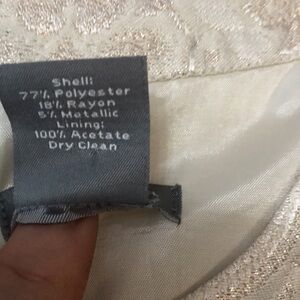 Shell:
77% Polyester
18% Rayon
5% Metallic
Lining:
100% Acetate
Dry Clean